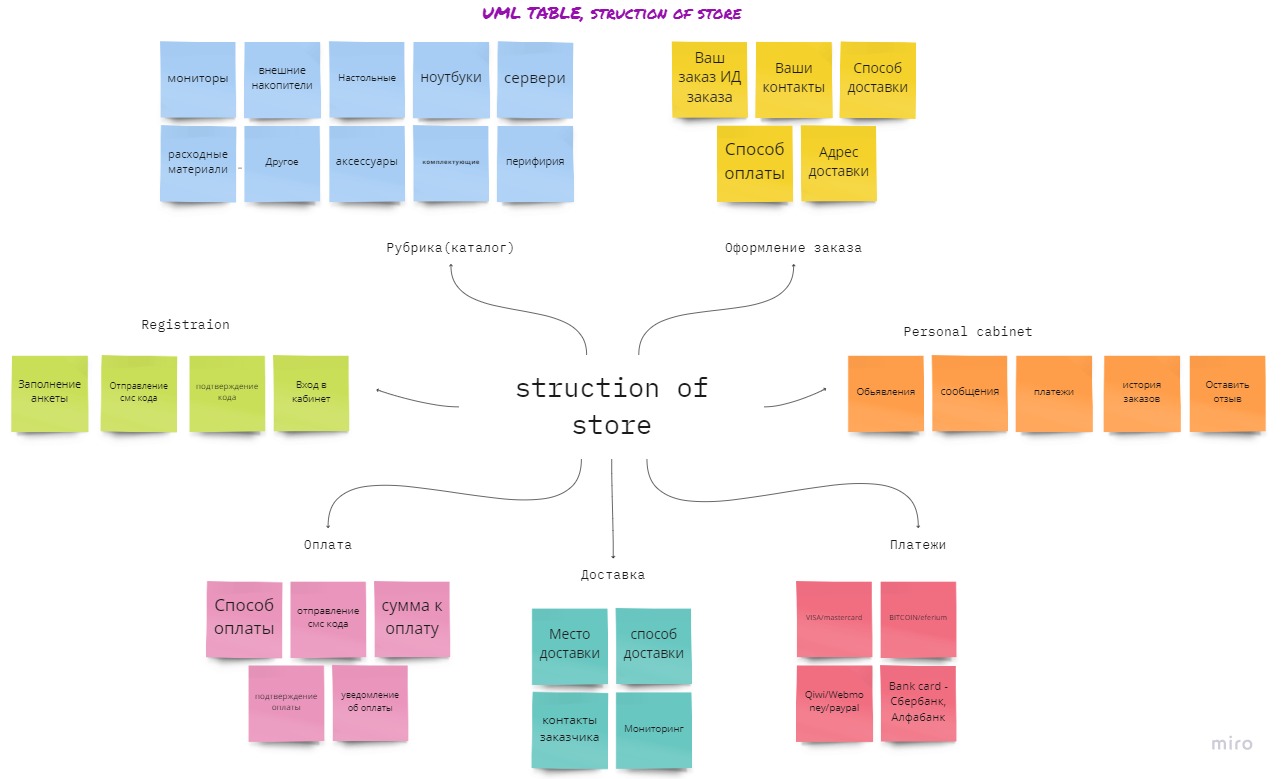 UML TABLE, STRUCTION OF STORE
мониторы
внешние
накопители
Настольные
ноутбуки
сервери
расходные
материали
-
Другое
аксессуары
комплектующие
перифирия
Рубрика(каталог)
Ваш
заказ ИД
заказа
Ваши
контакты
Способ
доставки
Способ
оплаты
Адрес
доставки
Оформление заказа
Registraion
Заполнение
анкеты
Отправление
смс кода
подтверждение
кода
Вход в
кабинет
struction of
store
Personal cabinet
Обьявления
сообщения
платежи
история
заказов
Оставить
отзыв
Оплата
Способ
оплаты
отправление
смс кода
сумма к
оплату
подтверждение
оплаты
уведомление
об оплаты
Доставка
Место
доставки
способ
доставки
контакты
заказчика
Мониторинг
Платежи
VISA/mastercard
BITCOIN/eferium
Qiwi/Webmo
ney/paypal
Bank card -
Сбербанк,
Алфабанк
miro